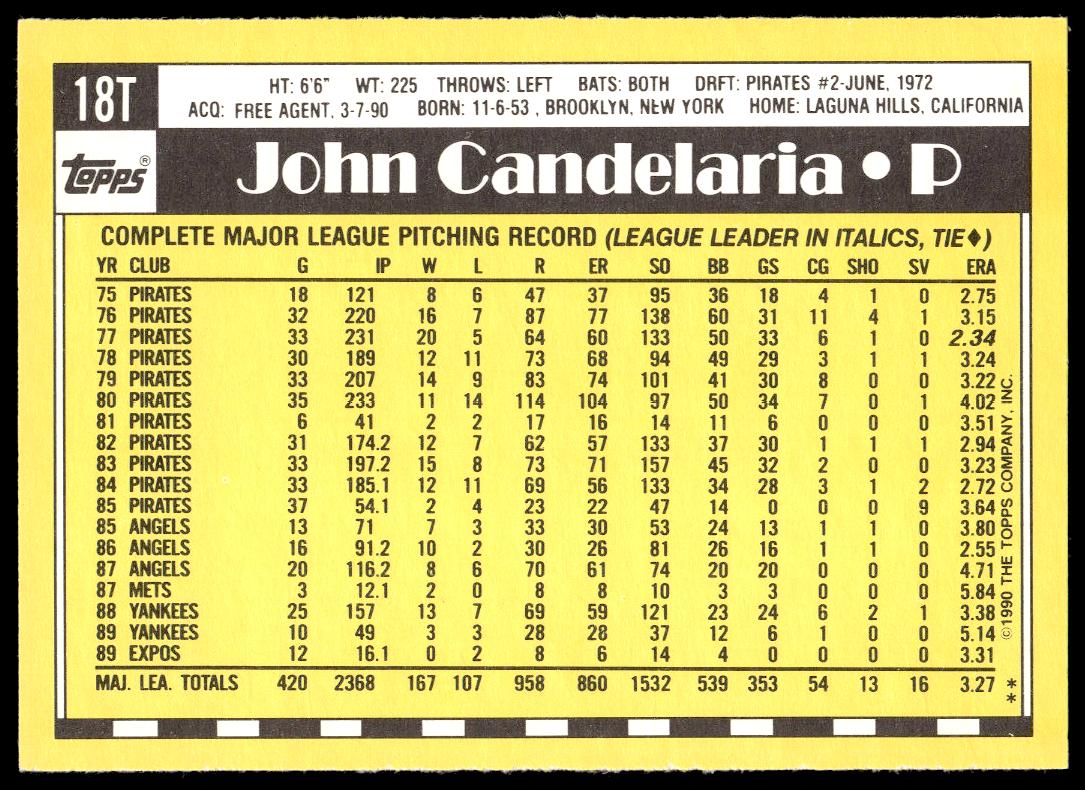 18T
HT: 6'6" WT: 225 THROWS: LEFT BATS: BOTH DRFT: PIRATES #2-JUNE, 1972
ACQ: FREE AGENT, 3-7-90 BORN: 11-6-53 , BROOKLYN, NEW YORK HOME: LAGUNA HILLS, CALIFORNIA
Topps®
John Candelaria • P
COMPLETE MAJOR LEAGUE PITCHING RECORD (LEAGUE LEADER IN ITALICS, TIE♦)
YR CLUB G IP W L R ER SO BB GS CG SHO SV ERA
75 PIRATES 18 121 8 6 47 37 95 36 18 4 1 0 2.75
76 PIRATES 32 220 16 7 87 77 138 60 31 11 4 1 3.15
77 PIRATES 33 231 20 5 64 60 133 50 33 6 1 0 2.34
78 PIRATES 30 189 12 11 73 68 94 49 29 3 1 1 3.24
79 PIRATES 33 207 14 9 83 74 101 41 30 8 0 0 3.22
80 PIRATES 35 233 11 14 114 104 97 50 34 7 0 1 4.02
81 PIRATES 6 41 2 2 17 16 14 11 6 0 0 0 3.51
82 PIRATES 31 174.2 12 7 62 57 133 37 30 1 1 1 2.94
83 PIRATES 33 197.2 15 8 73 71 157 45 32 2 0 0 3.23
84 PIRATES 33 185.1 12 11 69 56 133 34 28 3 1 2 2.72
85 PIRATES 37 54.1 2 4 23 22 47 14 0 0 0 9 3.64
85 ANGELS 13 71 7 3 33 30 53 24 13 1 1 0 3.80
86 ANGELS 16 91.2 10 2 30 26 81 26 16 1 1 0 2.55
87 ANGELS 20 116.2 8 6 70 61 74 20 20 0 0 0 4.71
87 METS 3 12.1 2 0 8 8 10 3 3 0 0 0 5.84
88 YANKEES 25 157 13 7 69 59 121 23 24 6 2 1 3.38
89 YANKEES 10 49 3 3 28 28 37 12 6 1 0 0 5.14
89 EXPOS 12 16.1 0 2 8 6 14 4 0 0 0 0 3.31
MAJ. LEA. TOTALS 420 2368 167 107 958 860 1532 539 353 54 13 16 3.27
©1990 THE TOPPS COMPANY, INC.
**